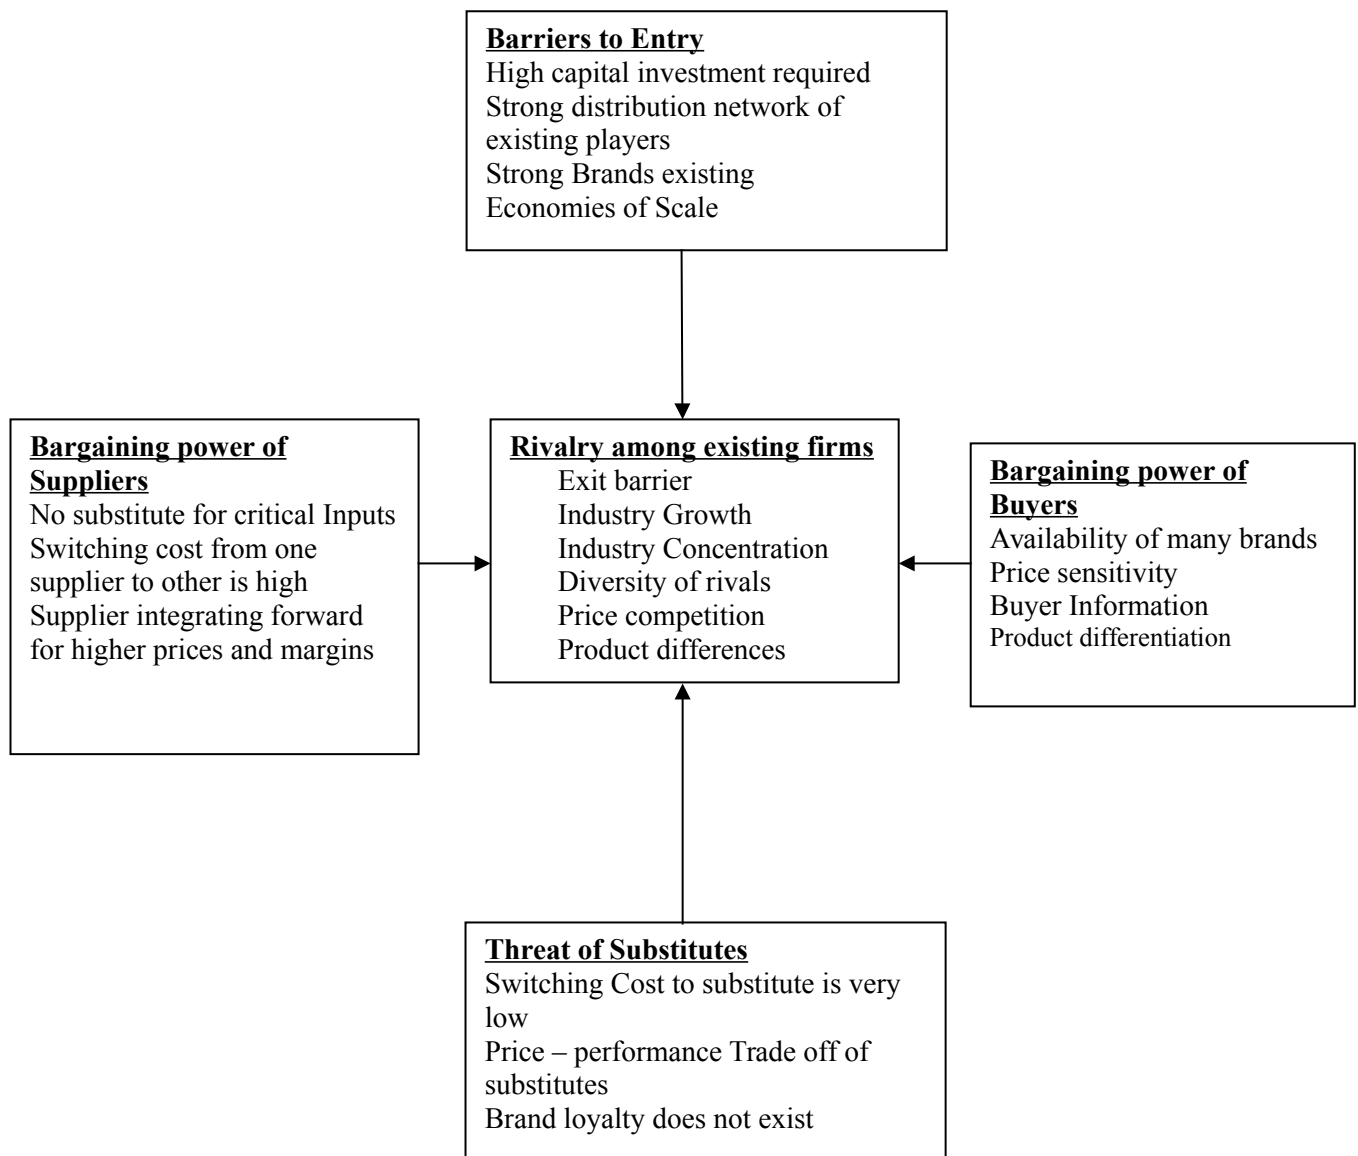 Barriers to Entry
High capital investment required
Strong distribution network of
existing players
Strong Brands existing
Economies of Scale
Bargaining power of
Suppliers
No substitute for critical Inputs
Switching cost from one
supplier to other is high
Supplier integrating forward
for higher prices and margins
Rivalry among existing firms
Exit barrier
Industry Growth
Industry Concentration
Diversity of rivals
Price competition
Product differences
Bargaining power of
Buyers
Availability of many brands
Price sensitivity
Buyer Information
Product differentiation
Threat of Substitutes
Switching Cost to substitute is very
low
Price – performance Trade off of
substitutes
Brand loyalty does not exist